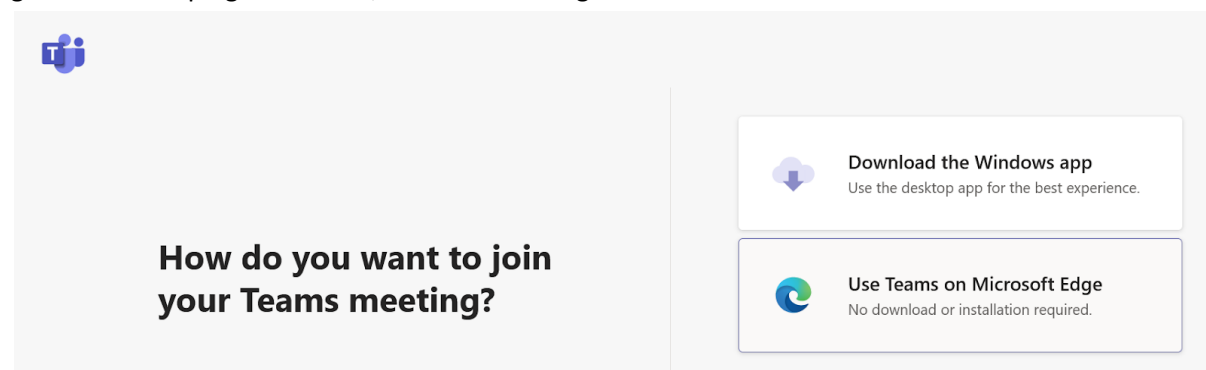 T
Download the Windows app
Use the desktop app for the best experience.
How do you want to join
your Teams meeting?
Use Teams on Microsoft Edge
No download or installation required.